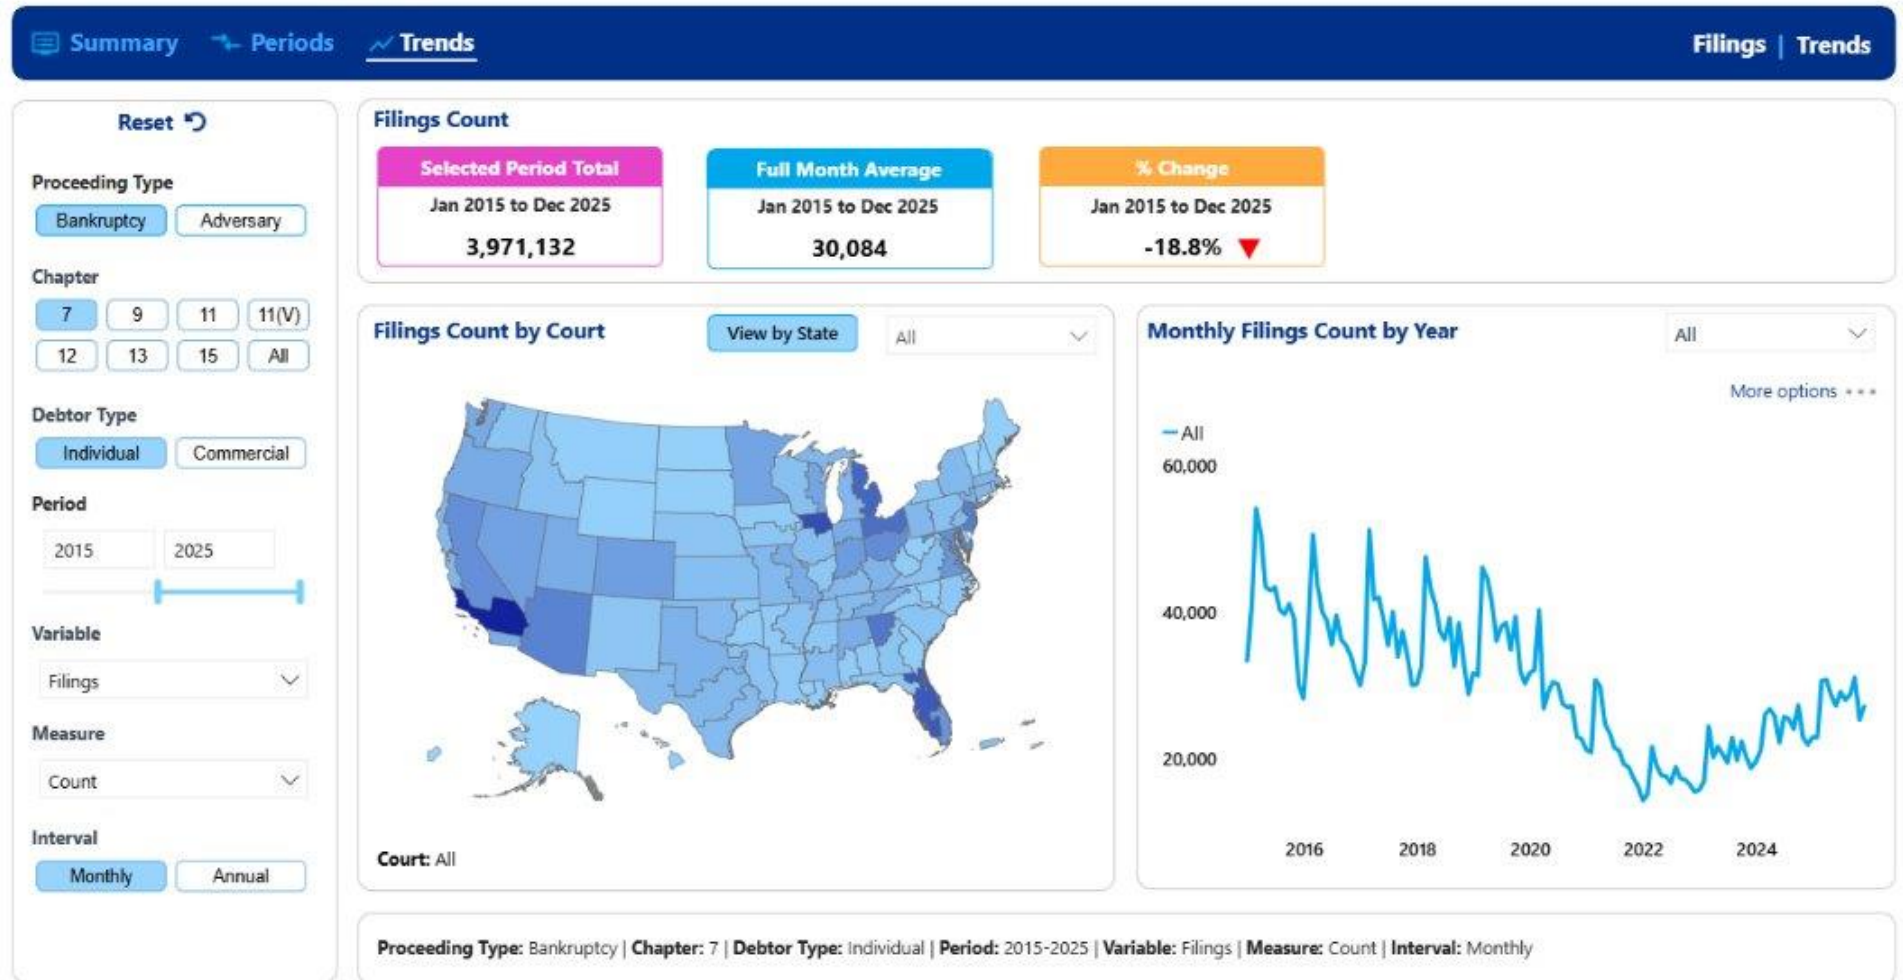 Summary Periods Trends Filings | Trends
Reset
Proceeding Type
Bankruptcy Adversary
Chapter
7 9 11 11(V)
12 13 15 All
Debtor Type
Individual Commercial
Period
2015 2025
Variable
Filings
Measure
Count
Interval
Monthly Annual
Filings Count
Selected Period Total
Jan 2015 to Dec 2025
3,971,132
Full Month Average
Jan 2015 to Dec 2025
30,084
% Change
Jan 2015 to Dec 2025
-18.8%
Filings Count by Court View by State All
Court: All
Monthly Filings Count by Year All
More options
All
60,000
40,000
20,000
2016 2018 2020 2022 2024
Proceeding Type: Bankruptcy | Chapter: 7 | Debtor Type: Individual | Period: 2015-2025 | Variable: Filings | Measure: Count | Interval: Monthly